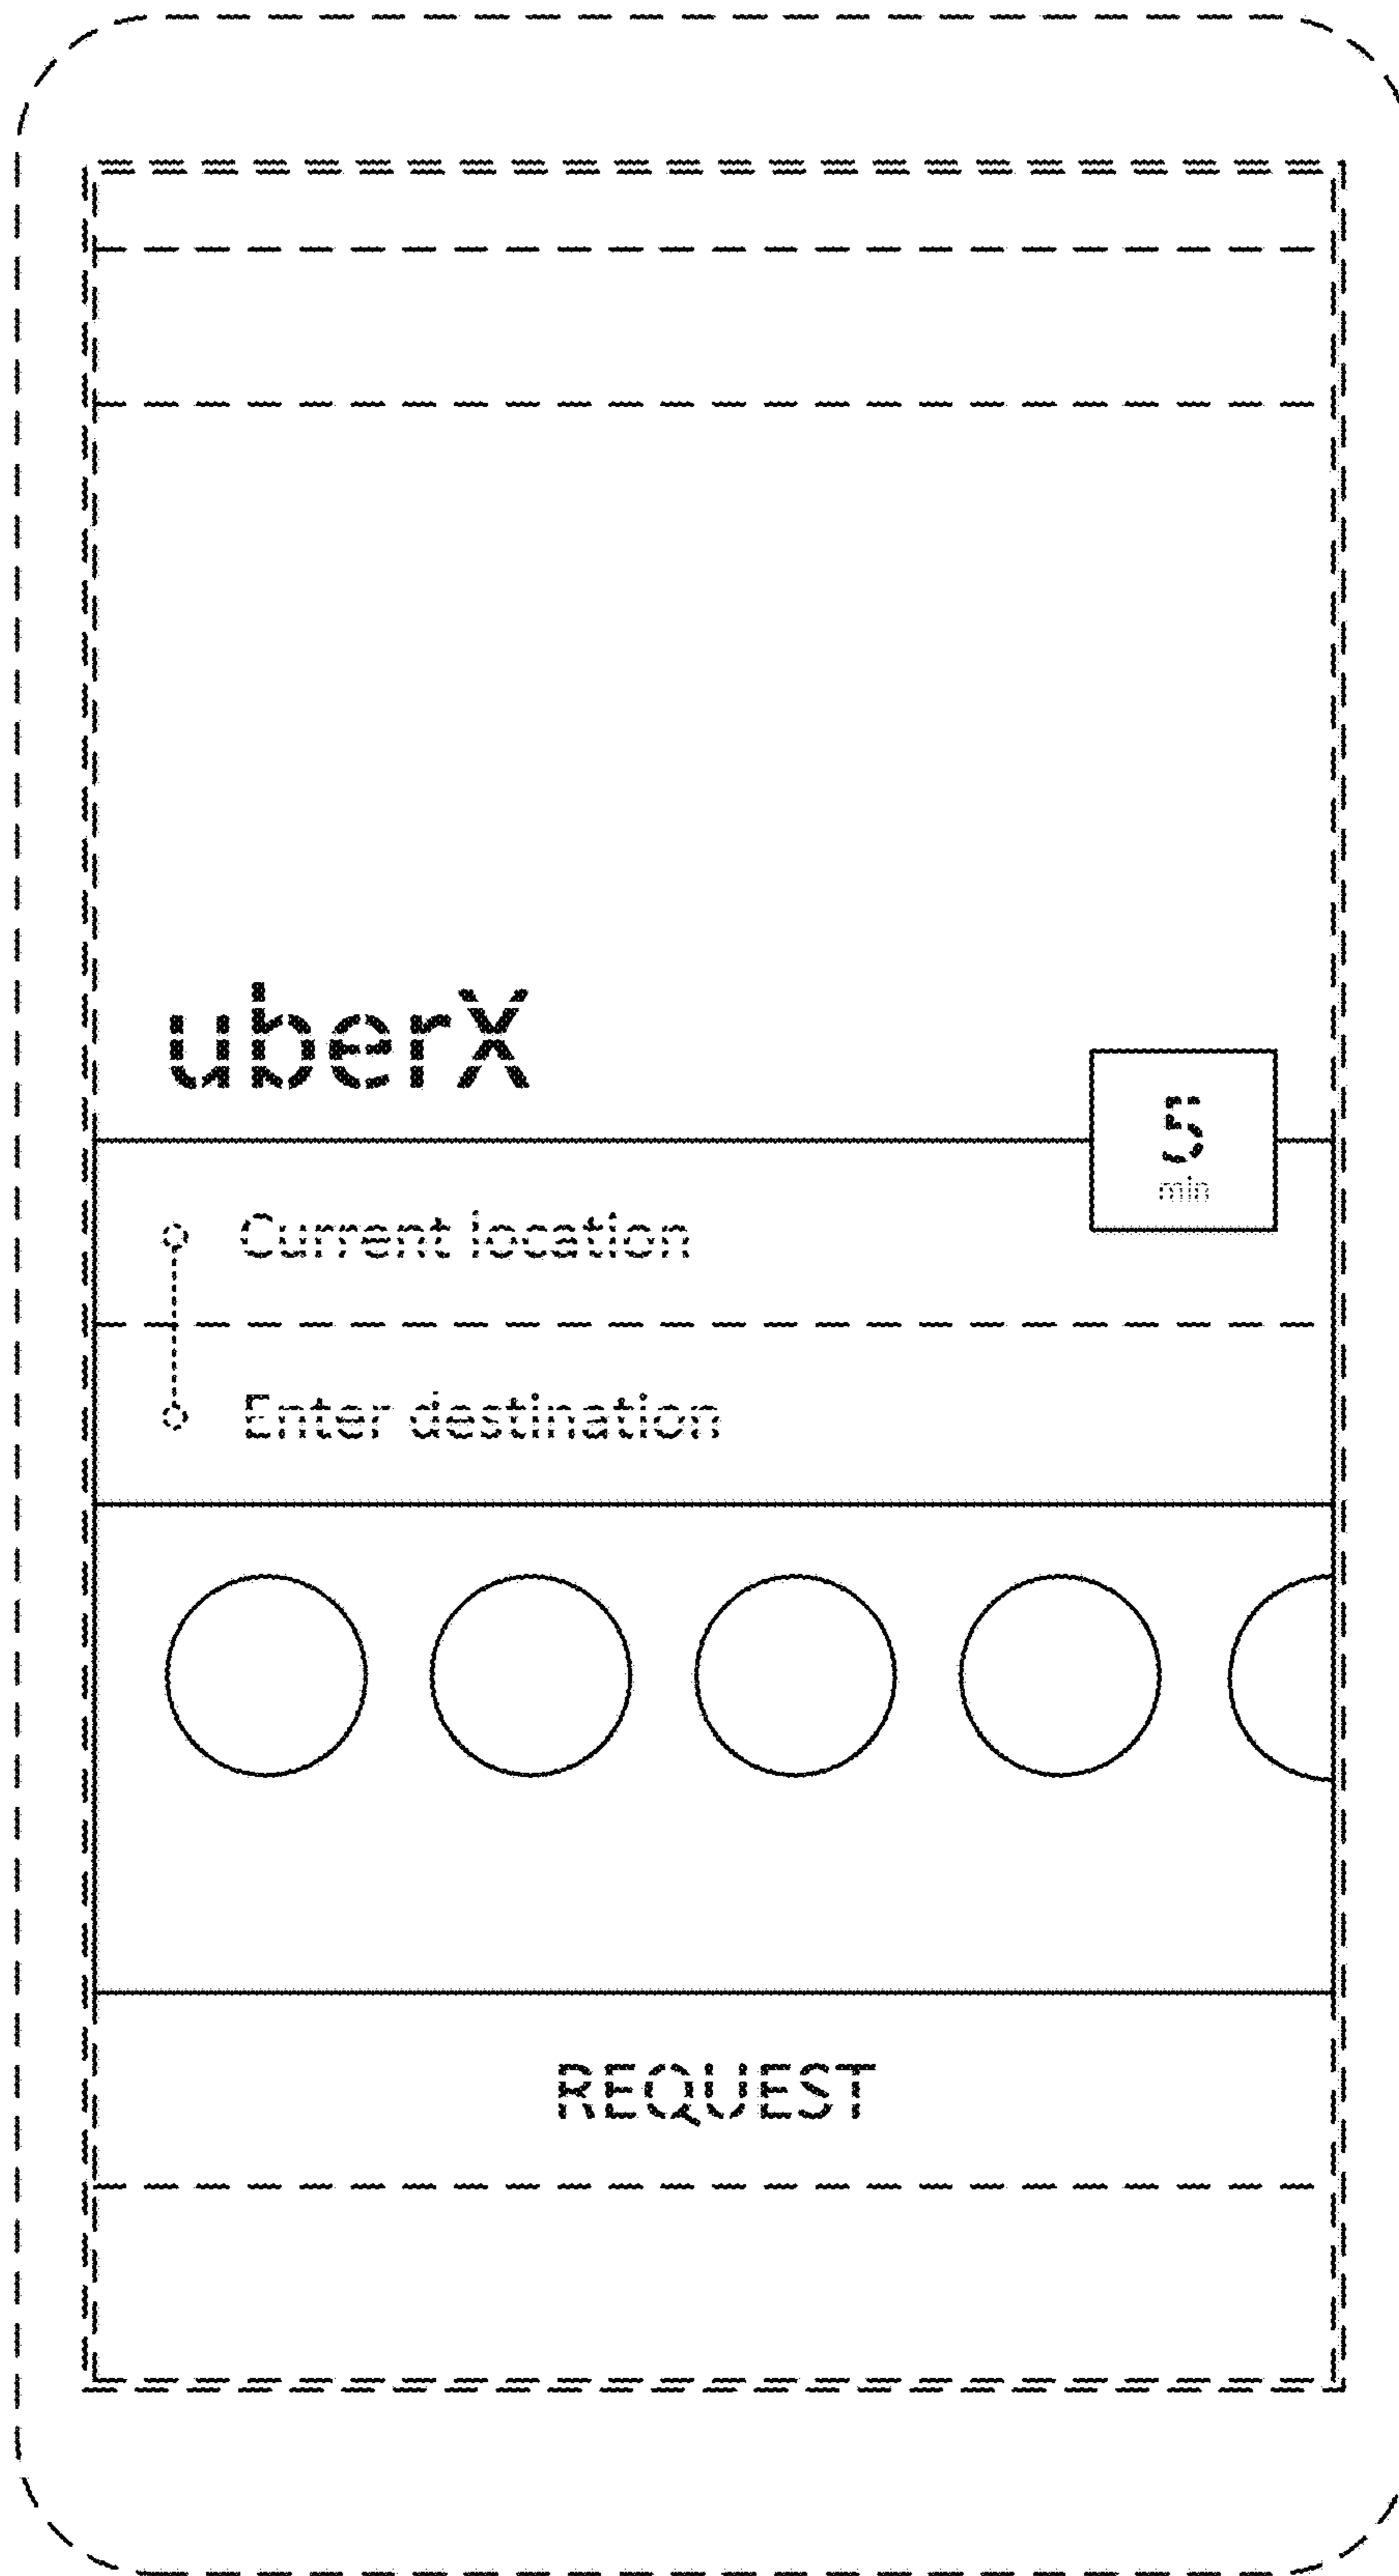 uberX
5
min
Current location
Enter destination
REQUEST